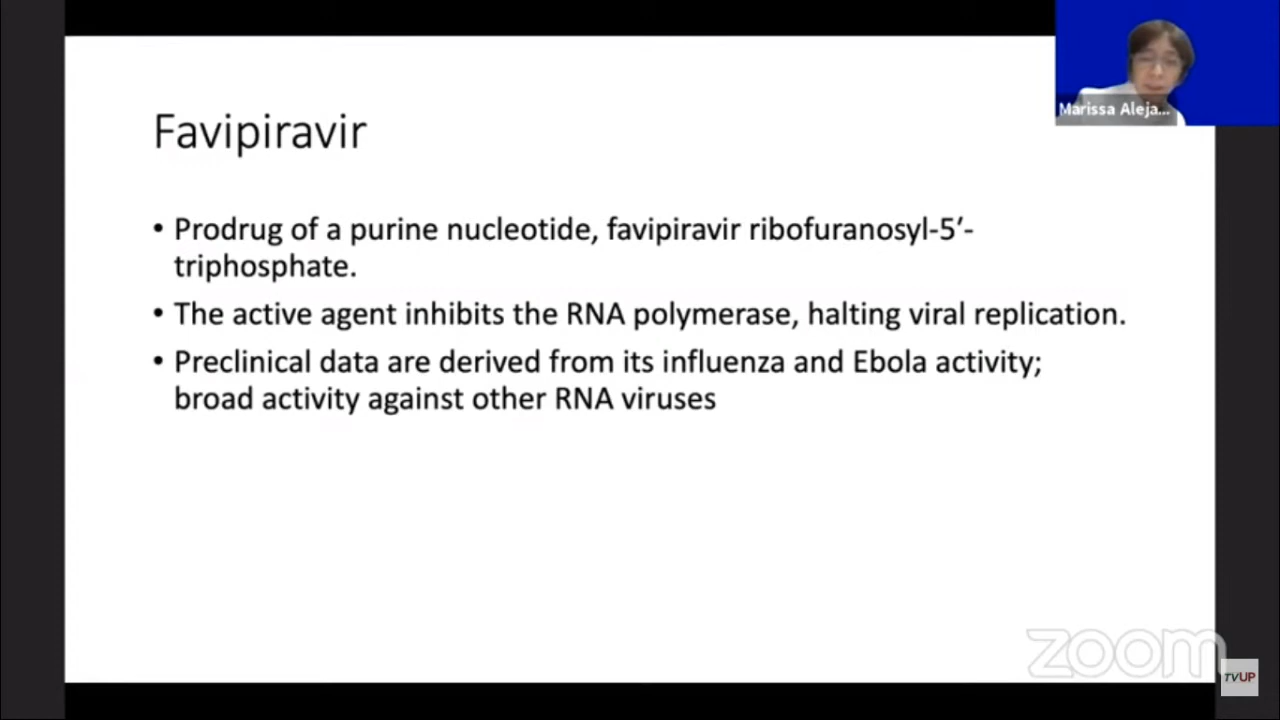 Marissa Aleja...
Favipiravir
• Prodrug of a purine nucleotide, favipiravir ribofuranosyl-5′-
triphosphate.
• The active agent inhibits the RNA polymerase, halting viral replication.
• Preclinical data are derived from its influenza and Ebola activity;
broad activity against other RNA viruses
zoom
TVUP